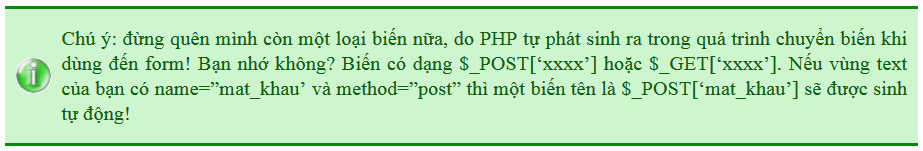 Chú ý: đừng quên mình còn một loại biến nữa, do PHP tự phát sinh ra trong quá trình chuyển biến khi
dùng đến form! Bạn nhớ không? Biến có dạng $_POST[‘xxxx’] hoặc $_GET[‘xxxx’]. Nếu vùng text
của bạn có name=”mat_khau’ và method=”post” thì một biến tên là $_POST[‘mat_khau’] sẽ được sinh
tự động!